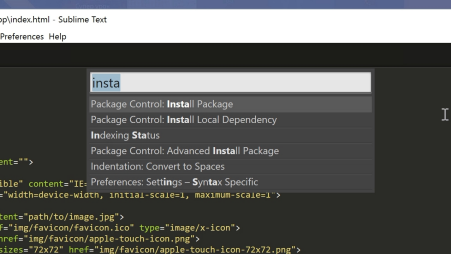 op\index.html - Sublime Text
Preferences Help
insta
Package Control: Install Package
Package Control: Install Local Dependency
Indexing Status
Package Control: Advanced Install Package
Indentation: Convert to Spaces
Preferences: Settings – Syntax Specific
ent="">
ible" content="IE=
="width=device-width, initial-scale=1, maximum-scale=1">
tent="path/to/image.jpg">
f="img/favicon/favicon.ico" type="image/x-icon">
href="img/favicon/apple-touch-icon.png">
sizes="72x72" href="img/favicon/apple-touch-icon-72x72.png">